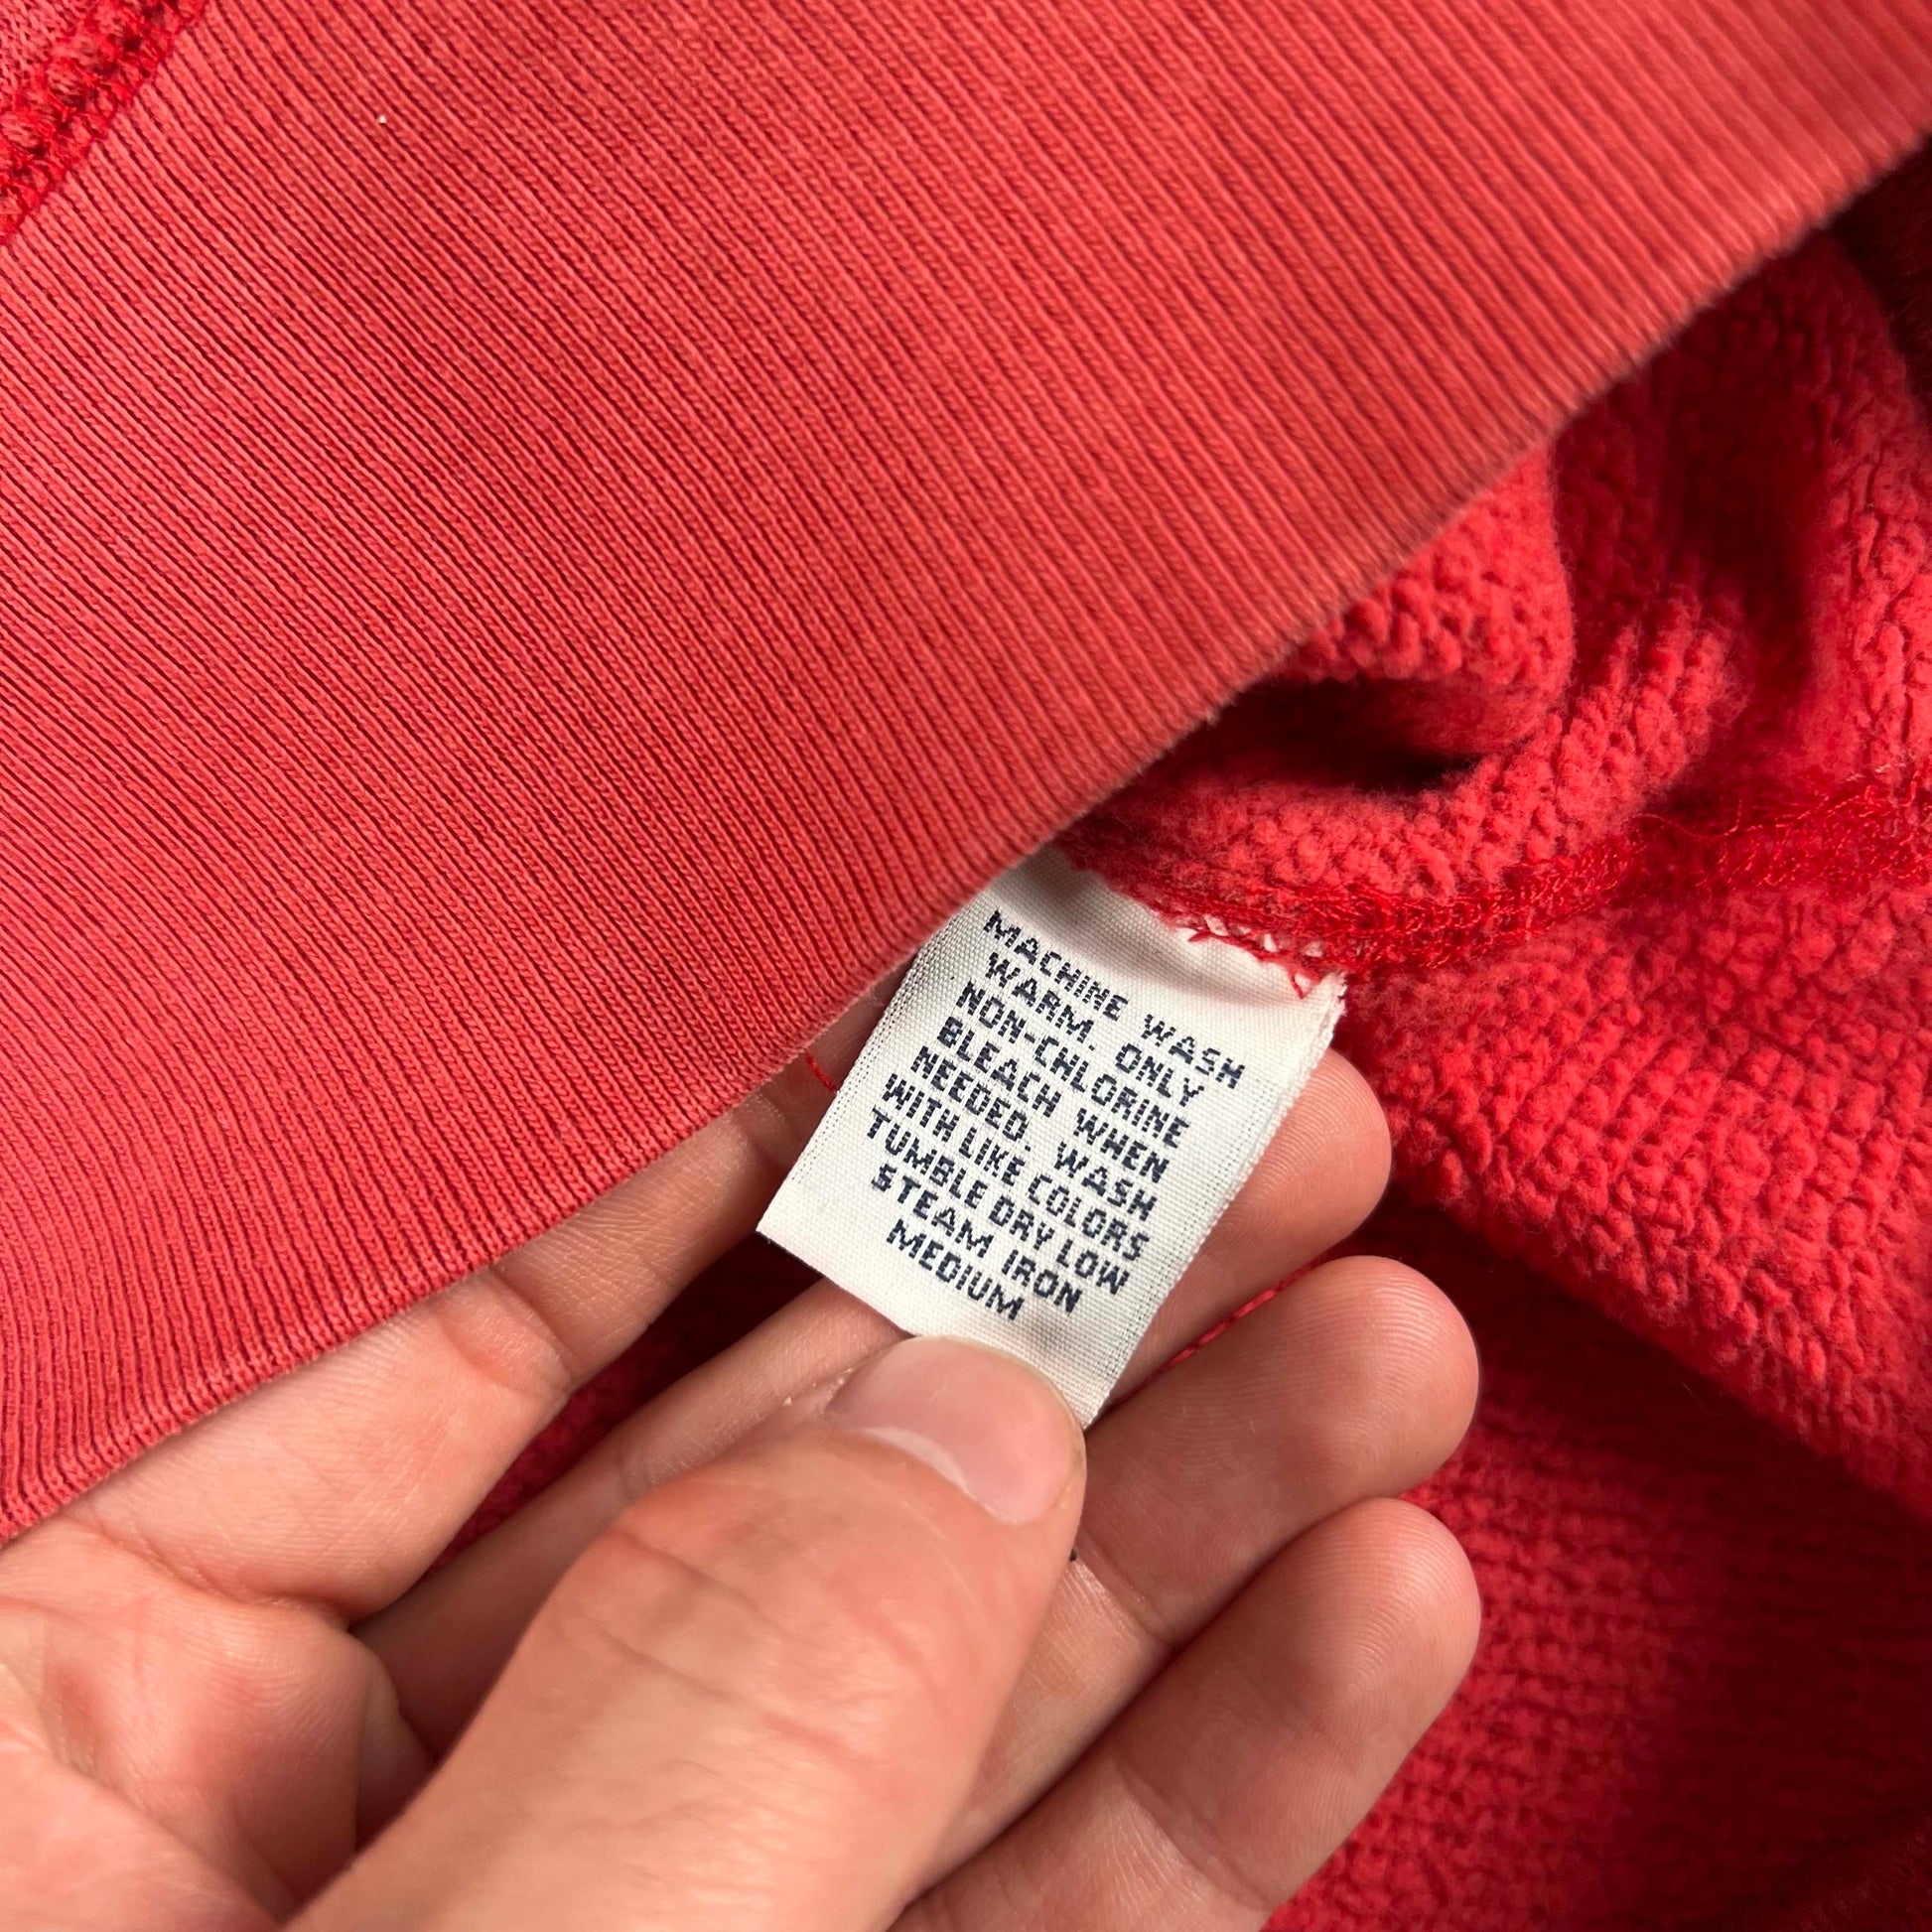 MACHINE WASH
WARM. ONLY
NON-CHLORINE
BLEACH WHEN
NEEDED. WASH
WITH LIKE COLORS
TUMBLE DRY LOW
STEAM IRON
MEDIUM